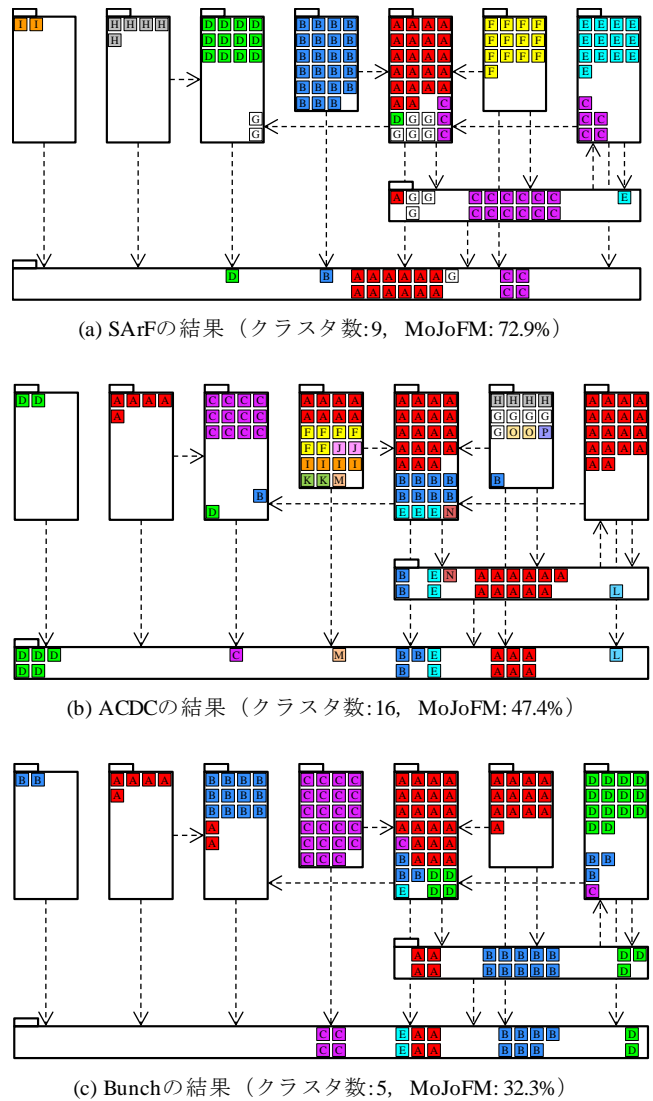 I I H H H H D D D D B B B B A A A A F F F F E E E E
H D D D D B B B B A A A A F F F F E E E E
D D D D B B B B A A A A F F F F E E E E
B B B B A A A A F E
B B B B A A A A
B B B A A C C
G D G G C C C
G G G G C C
A G G C C C C C C E
G C C C C C C
D B A A A A A A G C C
A A A A A A C C
(a) SArFの結果（クラスタ数:9, MoJoFM: 72.9%）
D D A A A A C C C C A A A A A A A A H H H H A A A A
A C C C C A A A A A A A A G G G G A A A A
C C C C F F F F A A A A G O O P A A A A
F F J J A A A A A A A A
I I I I A A A A A
K K M B B B B B
B B B B B
D E E E N
B E N A A A A A A
B E A A A A A L
D D D C M B B E A A A L
D D B E A A A
(b) ACDCの結果（クラスタ数:16, MoJoFM: 47.4%）
B B A A A A B B B B C C C C A A A A A A A A D D D D
A B B B B C C C C A A A A A A A A D D D D
B B B B C C C C A A A A A A A A D D D D
A C C C C A A A A A D D
A C C C C C A A A
C C C B A A A B B
B B D D B
E D D C
A A B B B B B D D
A A B B B B B D
C C E A A B B B B D
C C E A A B B B D
(c) Bunchの結果（クラスタ数:5, MoJoFM: 32.3%）